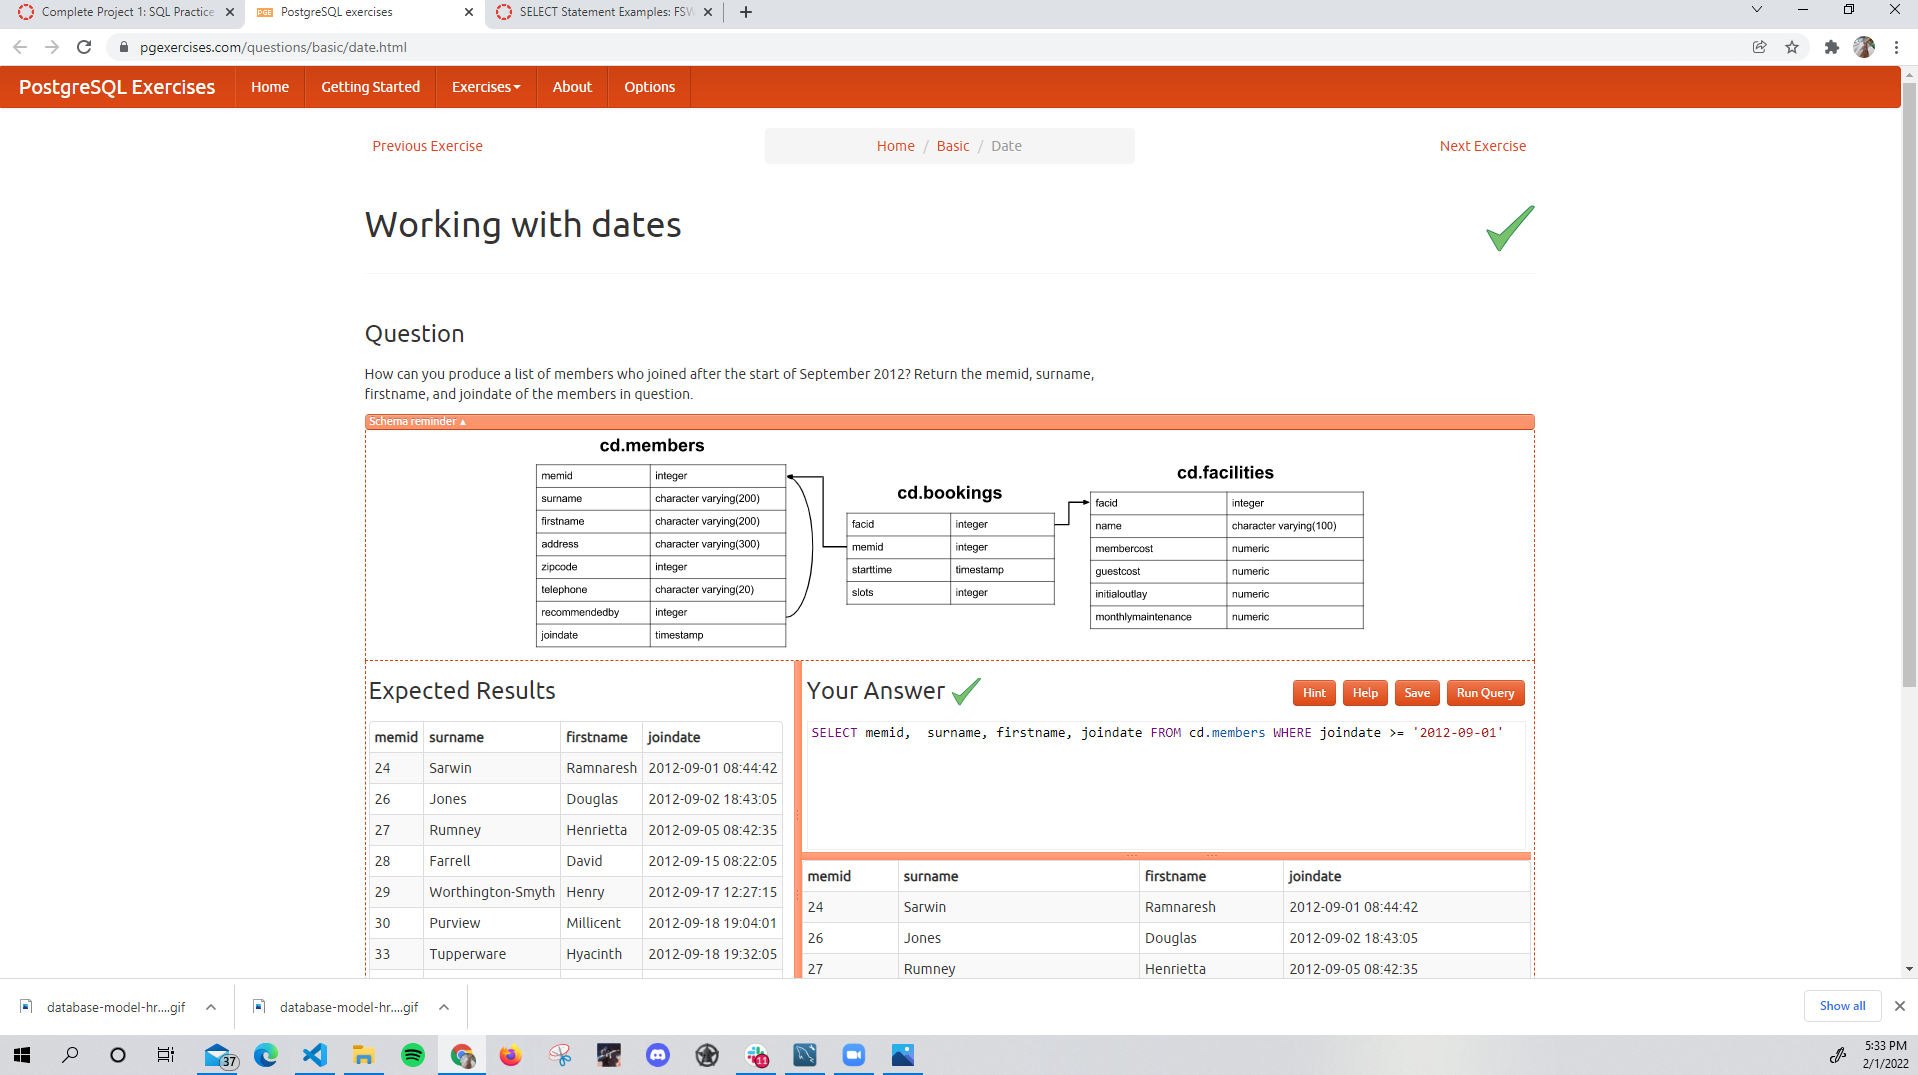 Complete Project 1: SQL Practice
PostgreSQL exercises
SELECT Statement Examples: FSW
pgexercises.com/questions/basic/date.html
PostgreSQL Exercises Home Getting Started Exercises About Options
Previous Exercise
Home / Basic / Date
Next Exercise
Working with dates
Question
How can you produce a list of members who joined after the start of September 2012? Return the memid, surname,
firstname, and joindate of the members in question.
Schema reminder ▴
cd.members
memid integer
surname character varying(200)
firstname character varying(200)
address character varying(300)
zipcode integer
telephone character varying(20)
recommendedby integer
joindate timestamp
cd.bookings
facid integer
memid integer
starttime timestamp
slots integer
cd.facilities
facid integer
name character varying(100)
membercost numeric
guestcost numeric
initialoutlay numeric
monthlymaintenance numeric
Expected Results
memid surname firstname joindate
24 Sarwin Ramnaresh 2012-09-01 08:44:42
26 Jones Douglas 2012-09-02 18:43:05
27 Rumney Henrietta 2012-09-05 08:42:35
28 Farrell David 2012-09-15 08:22:05
29 Worthington-Smyth Henry 2012-09-17 12:27:15
30 Purview Millicent 2012-09-18 19:04:01
33 Tupperware Hyacinth 2012-09-18 19:32:05
Your Answer
Hint Help Save Run Query
SELECT memid,  surname, firstname, joindate FROM cd.members WHERE joindate >= '2012-09-01'
memid surname firstname joindate
24 Sarwin Ramnaresh 2012-09-01 08:44:42
26 Jones Douglas 2012-09-02 18:43:05
27 Rumney Henrietta 2012-09-05 08:42:35
database-model-hr....gif
database-model-hr....gif
Show all
37
11
5:33 PM
2/1/2022